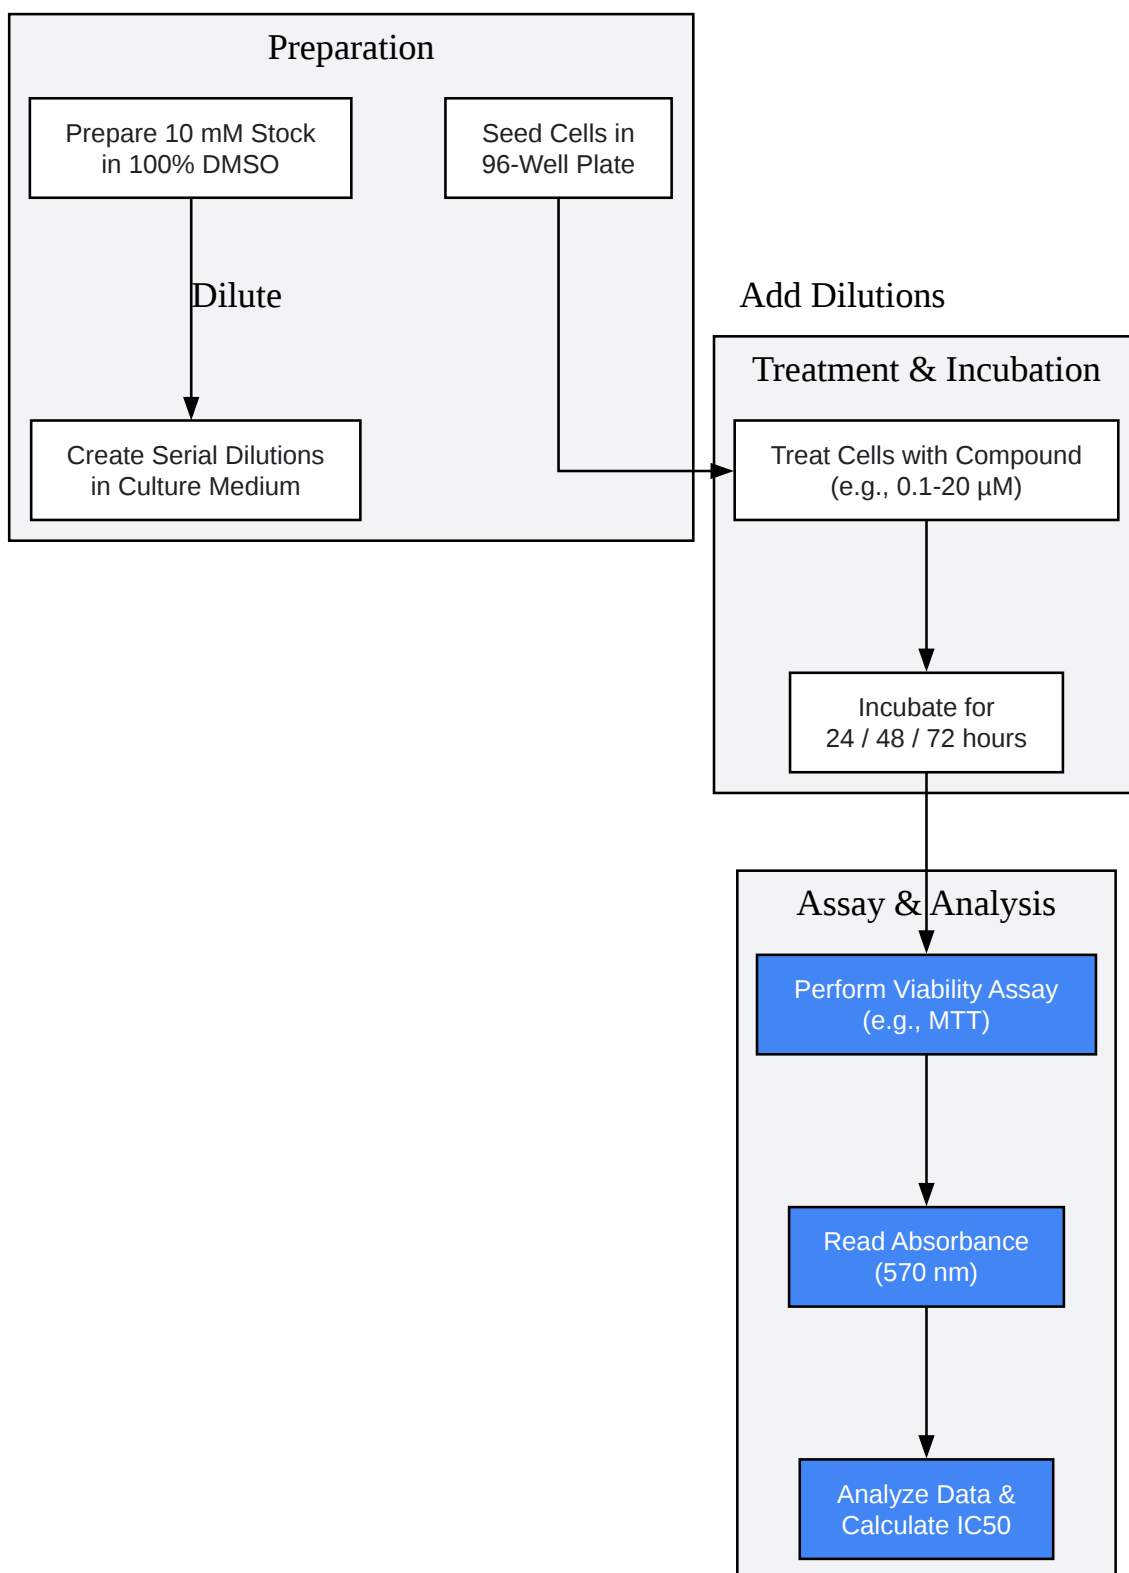 Preparation
Prepare 10 mM Stock
in 100% DMSO
Seed Cells in
96-Well Plate
Dilute
Add Dilutions
Treatment & Incubation
Create Serial Dilutions
in Culture Medium
Treat Cells with Compound
(e.g., 0.1-20 µM)
Incubate for
24 / 48 / 72 hours
Assay & Analysis
Perform Viability Assay
(e.g., MTT)
Read Absorbance
(570 nm)
Analyze Data &
Calculate IC50